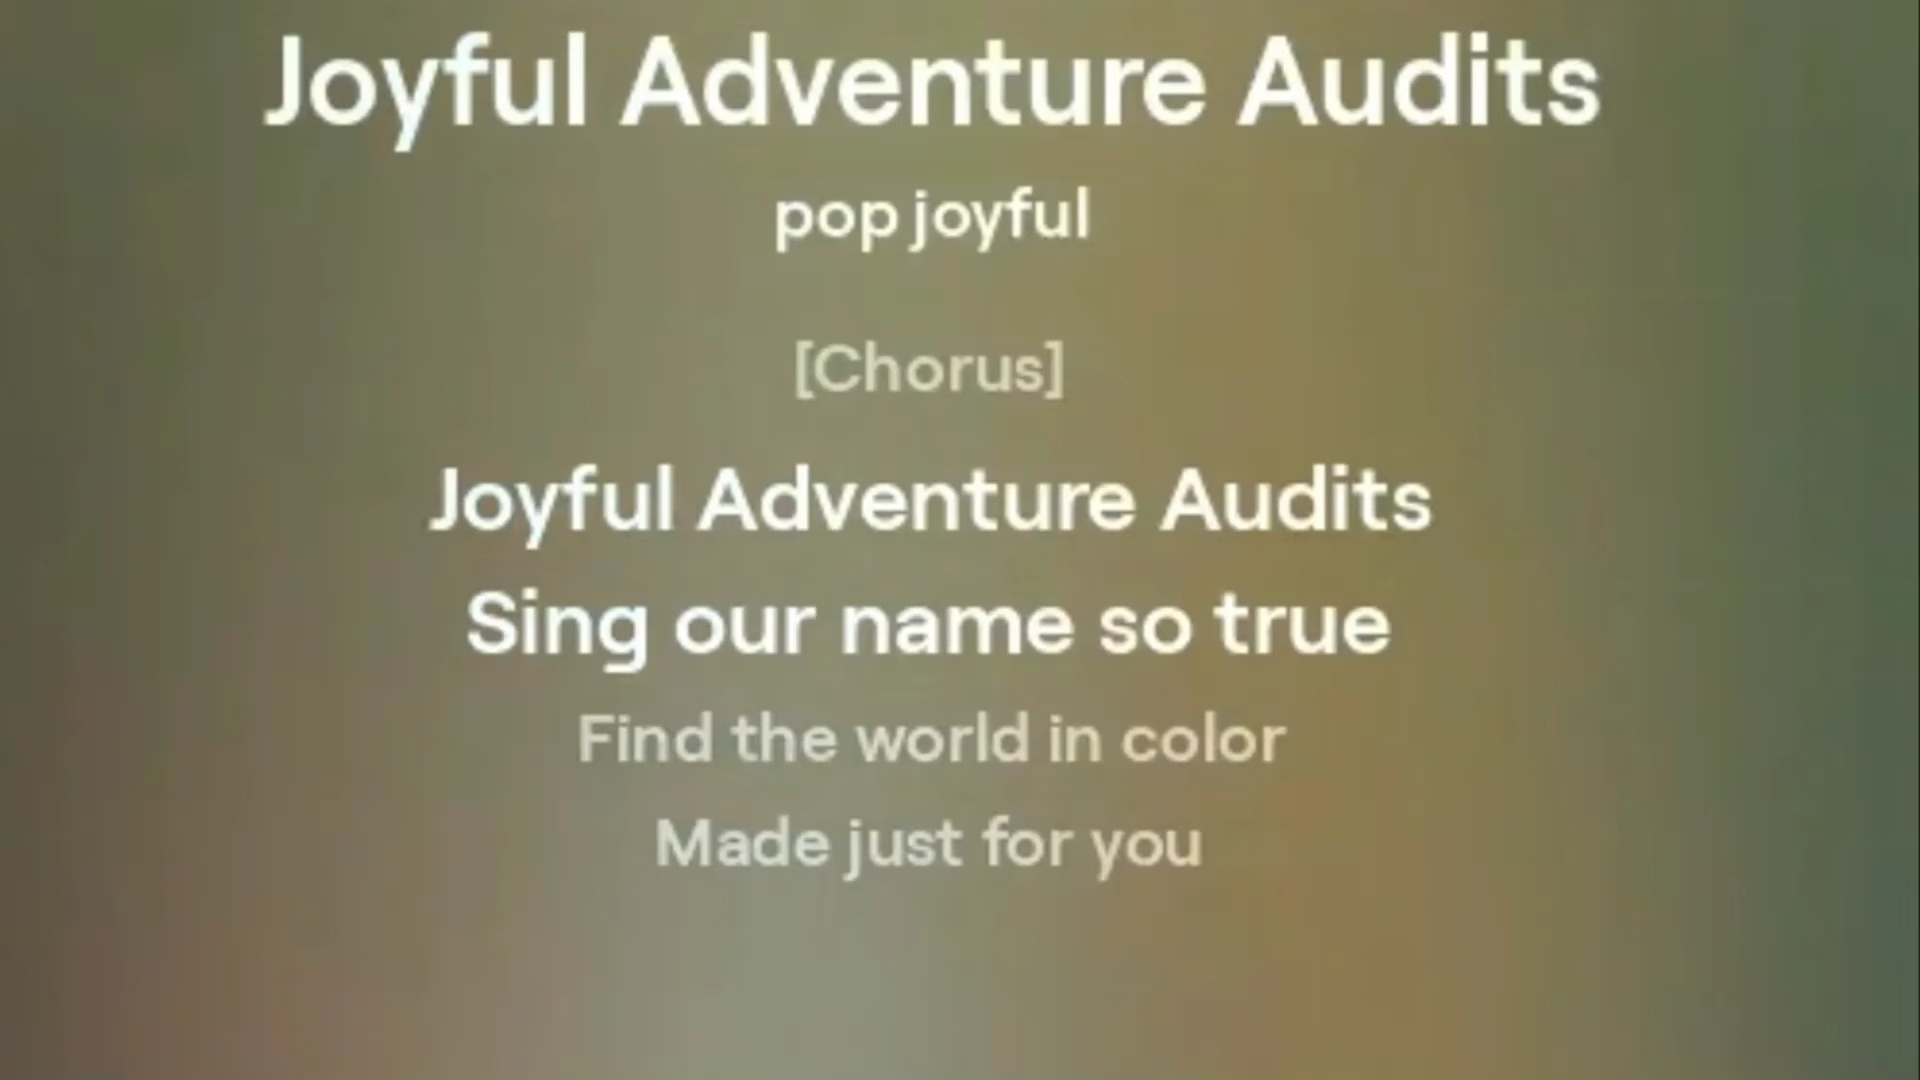 Joyful Adventure Audits
pop joyful
[Chorus]
Joyful Adventure Audits
Sing our name so true
Find the world in color
Made just for you